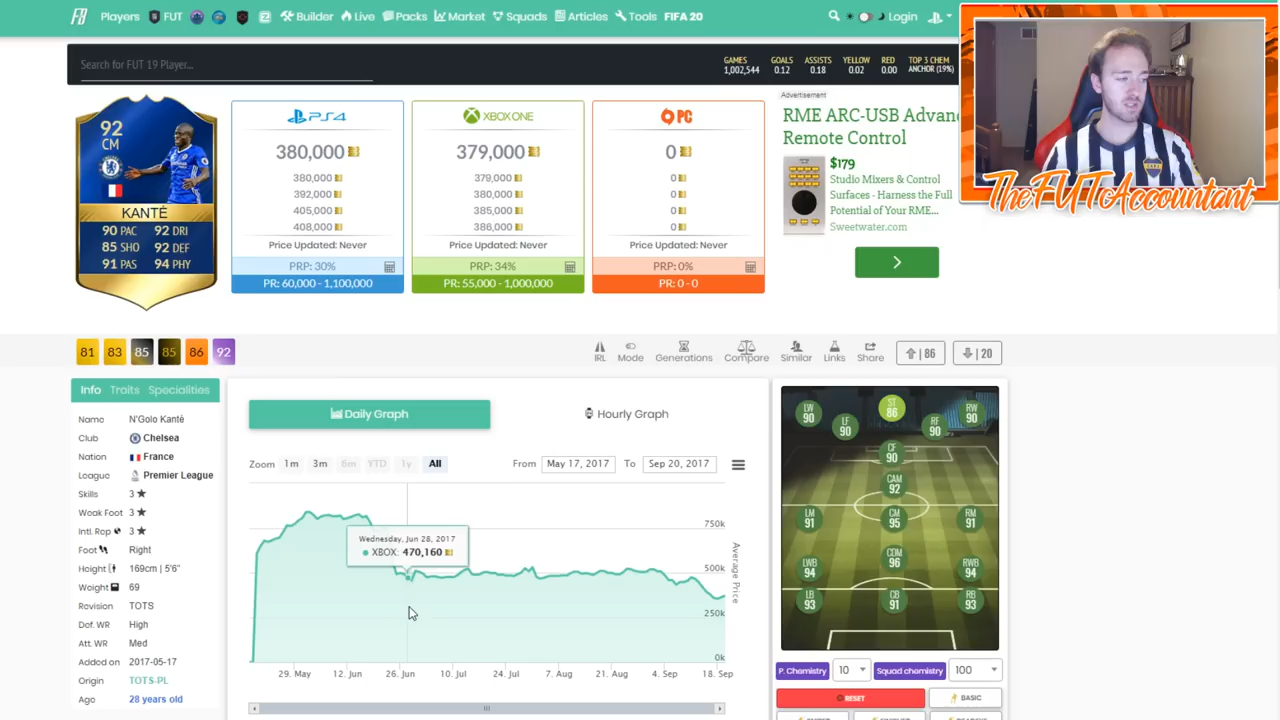 F8 Players FUT Builder Live Packs Market Squads Articles Tools FIFA 20 Login
Search for FUT 19 Player...
GAMES GOALS ASSISTS YELLOW RED TOP 3 CHEM
1,002,544 0.12 0.18 0.02 0.00 ANCHOR (19%)
92
CM
KANTÉ
90 PAC 92 DRI
85 SHO 92 DEF
91 PAS 94 PHY
PS4
380,000
380,000
392,000
405,000
408,000
Price Updated: Never
PRP: 30%
PR: 60,000 - 1,100,000
XBOX ONE
379,000
379,000
380,000
385,000
386,000
Price Updated: Never
PRP: 34%
PR: 55,000 - 1,000,000
PC
0
0
0
0
0
Price Updated: Never
PRP: 0%
PR: 0 - 0
Advertisement
RME ARC-USB Advan
Remote Control
$179
Studio Mixers & Control
Surfaces - Harness the Full
Potential of Your RME...
Sweetwater.com
TheFUTAccountant
81 83 85 85 86 92
IRL Mode Generations Compare Similar Links Share 86 20
Info Traits Specialities
Name N'Golo Kanté
Club Chelsea
Nation France
League Premier League
Skills 3
Weak Foot 3
Intl. Rep 3
Foot Right
Height 169cm | 5'6"
Weight 69
Revision TOTS
Def. WR High
Att. WR Med
Added on 2017-05-17
Origin TOTS-PL
Age 28 years old
Daily Graph Hourly Graph
Zoom 1m 3m 6m YTD 1y All From May 17, 2017 To Sep 20, 2017
Wednesday, Jun 28, 2017
XBOX: 470,160
750k
500k
250k
0k
Average Price
29. May 12. Jun 26. Jun 10. Jul 24. Jul 7. Aug 21. Aug 4. Sep 18. Sep
ST
86
LW
90
LF
90
RF
90
RW
90
CF
90
CAM
92
LM
91
CM
95
RM
91
LWB
94
CDM
96
RWB
94
LB
93
CB
91
RB
93
P. Chemistry 10 Squad chemistry 100
RESET BASIC